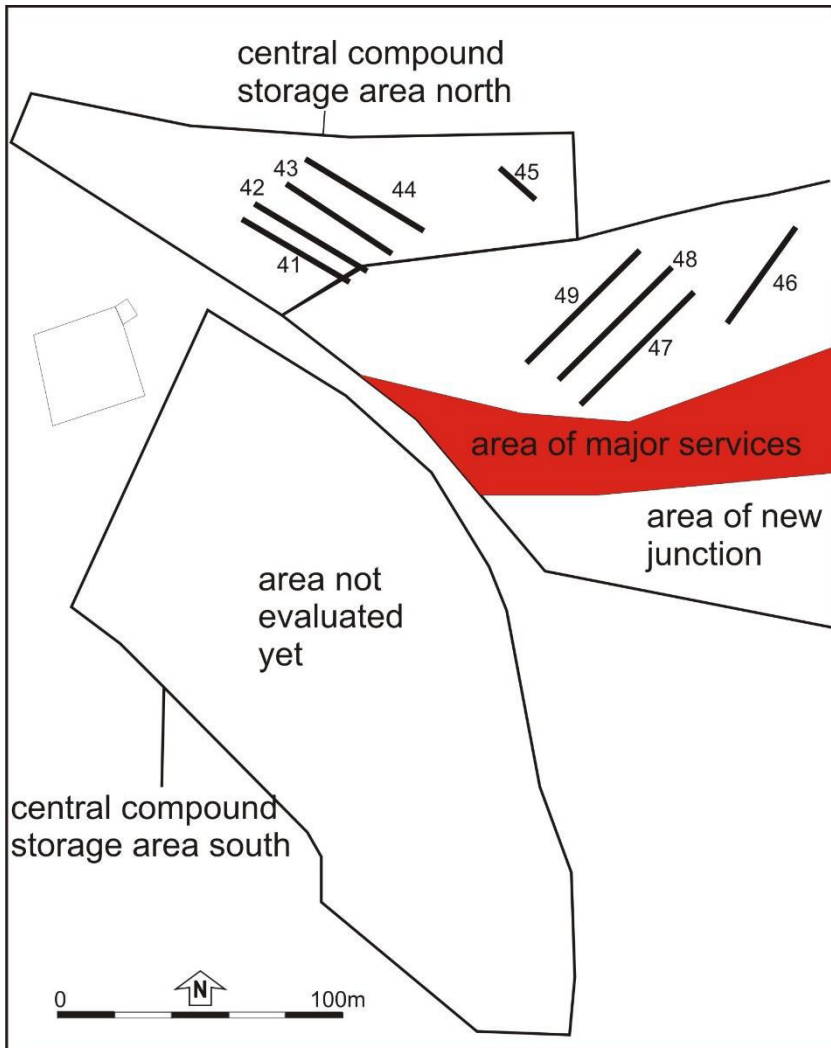 central compound
storage area north
43
45
42
44
41
48
49
46
47
area of major services
area of new
junction
area not
evaluated
yet
central compound
storage area south
N
0
100m